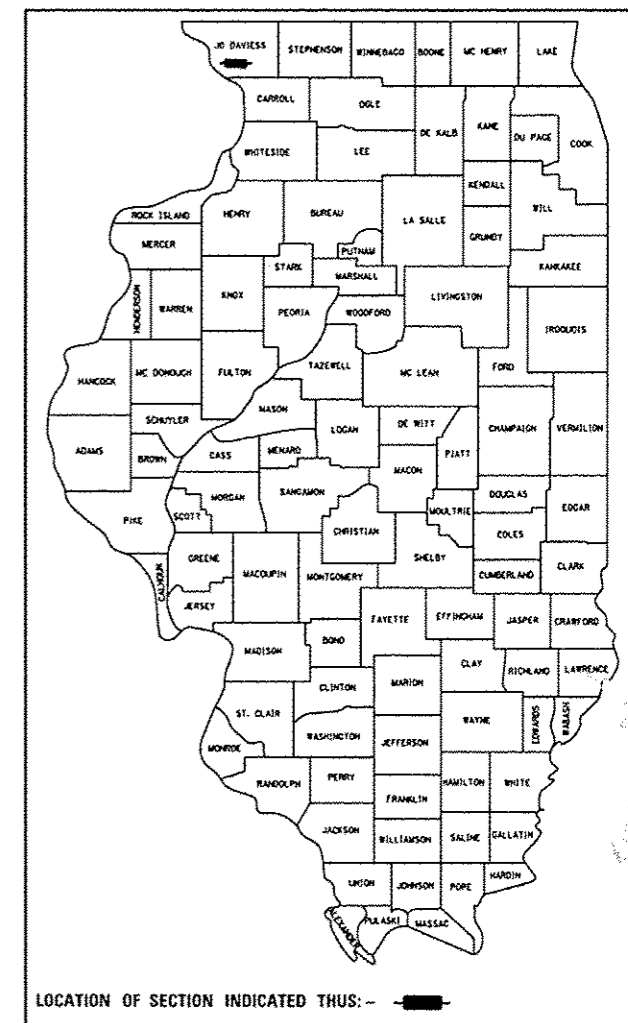 JO DAVIESS STEPHENSON WINNEBAGO BOONE MC HENRY LAKE
CARROLL OGLE DE KALB KANE DU PAGE COOK
WHITESIDE LEE KENDALL WILL
ROCK ISLAND HENRY BUREAU LA SALLE GRUNDY
MERCER PUTNAM KANKAKEE
STARK MARSHALL
HENDERSON WARREN KNOX PEORIA WOODFORD LIVINGSTON IROQUOIS
HANCOCK MC DONOUGH FULTON TAZEWELL MC LEAN FORD
SCHUYLER MASON LOGAN DE WITT CHAMPAIGN VERMILION
ADAMS BROWN CASS MENARD MACON PIATT
PIKE SCOTT MORGAN SANGAMON CHRISTIAN MOULTRIE DOUGLAS EDGAR
COLES
CALHOUN GREENE MACOUPIN MONTGOMERY SHELBY CUMBERLAND CLARK
JERSEY FAYETTE EFFINGHAM JASPER CRAWFORD
MADISON BOND CLAY RICHLAND LAWRENCE
CLINTON MARION
ST. CLAIR WASHINGTON JEFFERSON WAYNE EDWARDS WABASH
MONROE
RANDOLPH PERRY HAMILTON WHITE
FRANKLIN
JACKSON WILLIAMSON SALINE GALLATIN
UNION JOHNSON POPE HARDIN
ALEXANDER PULASKI MASSAC
LOCATION OF SECTION INDICATED THUS: -